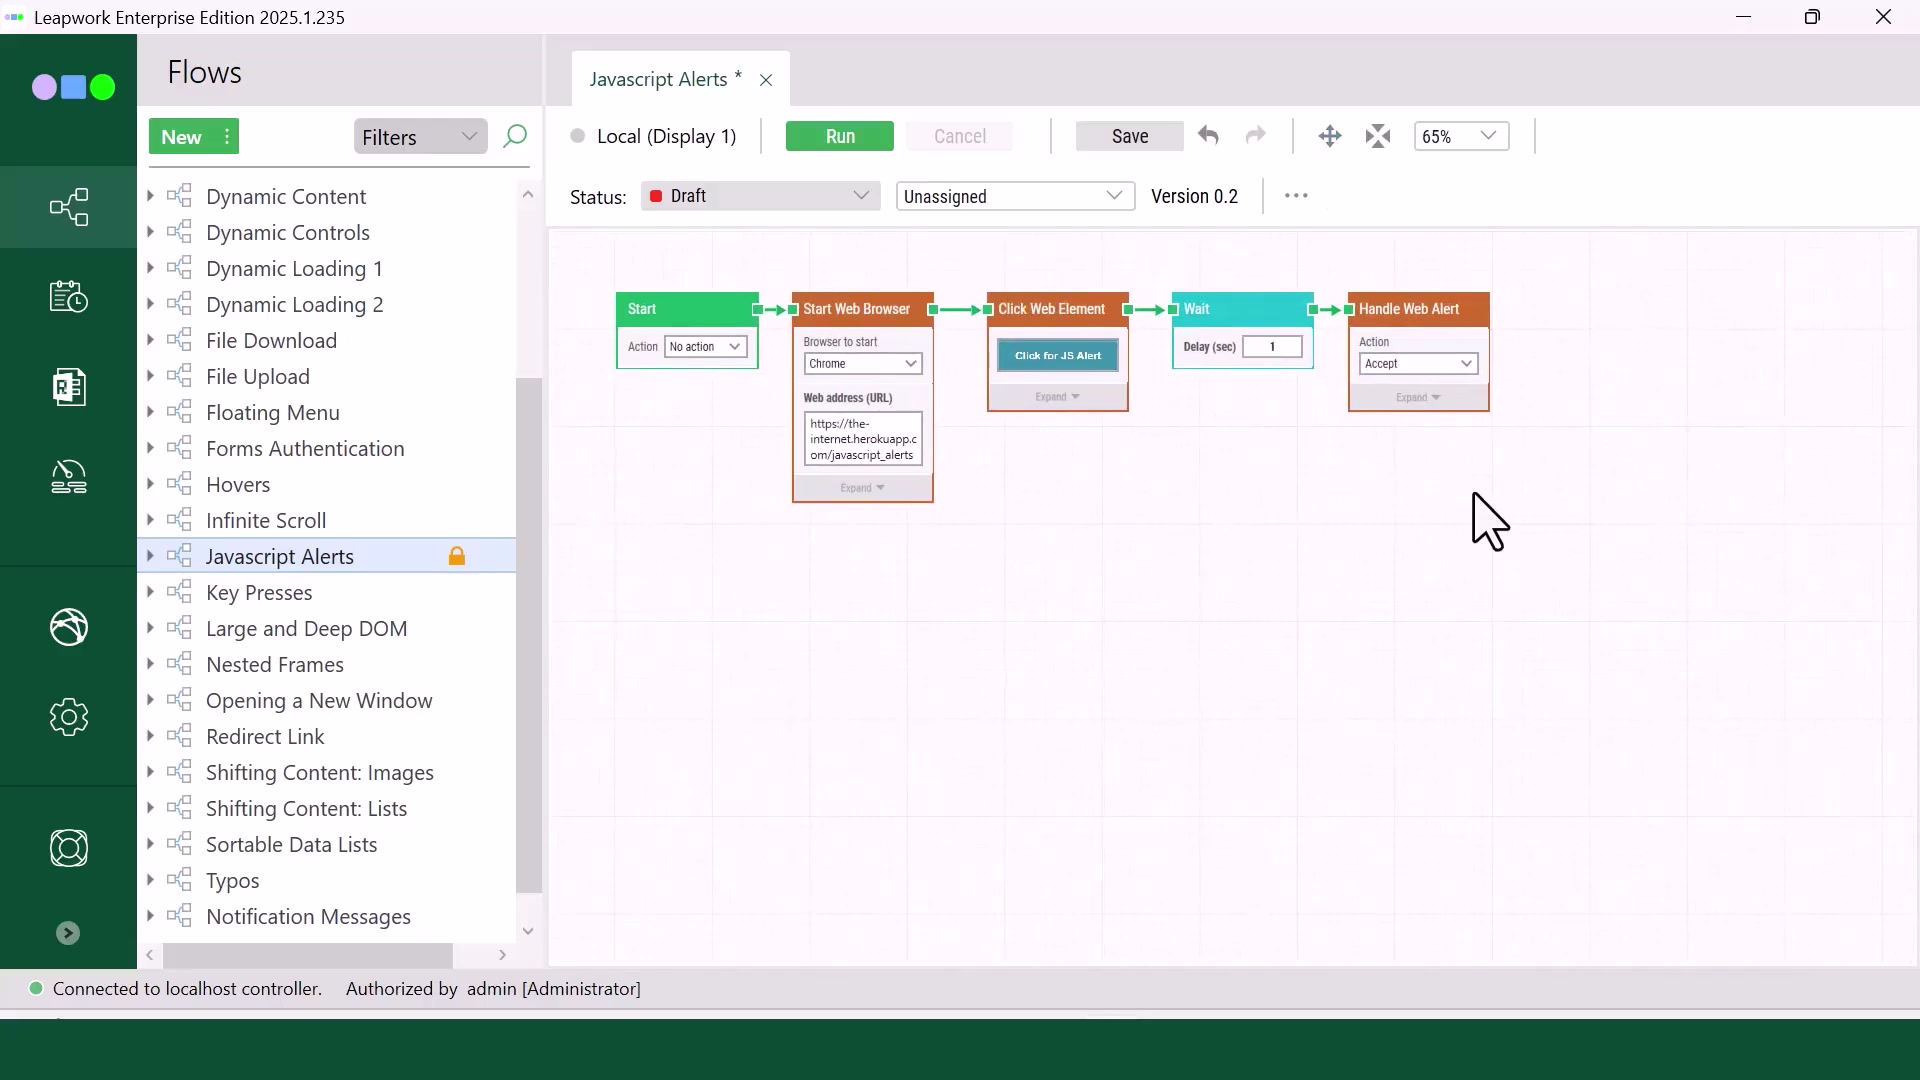 Leapwork Enterprise Edition 2025.1.235
Flows
Javascript Alerts *
New
Filters
Local (Display 1)
Run
Cancel
Save
65%
Status:
Draft
Unassigned
Version 0.2
Dynamic Content
Dynamic Controls
Dynamic Loading 1
Dynamic Loading 2
File Download
File Upload
Floating Menu
Forms Authentication
Hovers
Infinite Scroll
Javascript Alerts
Key Presses
Large and Deep DOM
Nested Frames
Opening a New Window
Redirect Link
Shifting Content: Images
Shifting Content: Lists
Sortable Data Lists
Typos
Notification Messages
Start
Action
No action
Start Web Browser
Browser to start
Chrome
Web address (URL)
https://the-
internet.herokuapp.c
om/javascript_alerts
Expand
Click Web Element
Click for JS Alert
Expand
Wait
Delay (sec)
1
Handle Web Alert
Action
Accept
Expand
Connected to localhost controller.
Authorized by admin [Administrator]